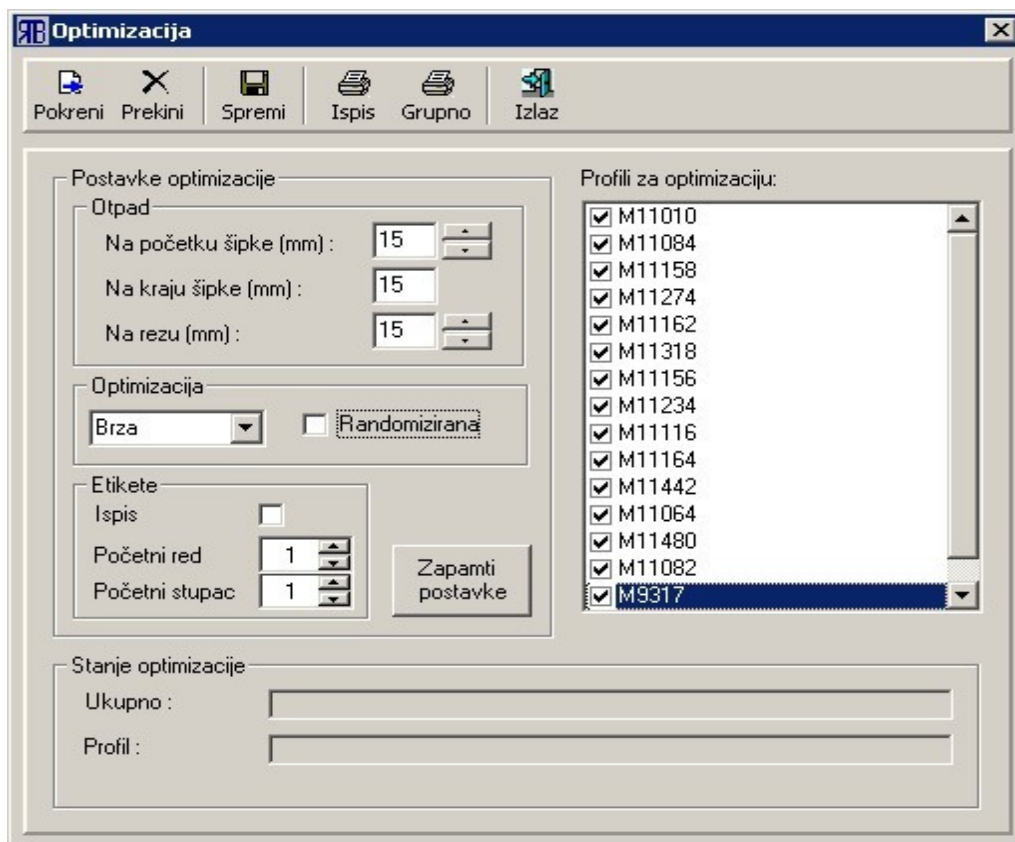 Optimizacija
Pokreni Prekini Spremi Ispis Grupno Izlaz
Postavke optimizacije
Otpad
Na početku šipke (mm) : 15
Na kraju šipke (mm) : 15
Na rezu (mm) : 15
Optimizacija
Brza Randomizirana
Etikete
Ispis
Početni red 1
Početni stupac 1
Zapamti
postavke
Profili za optimizaciju:
M11010
M11084
M11158
M11274
M11162
M11318
M11156
M11234
M11116
M11164
M11442
M11064
M11480
M11082
M9317
Stanje optimizacije
Ukupno :
Profil :